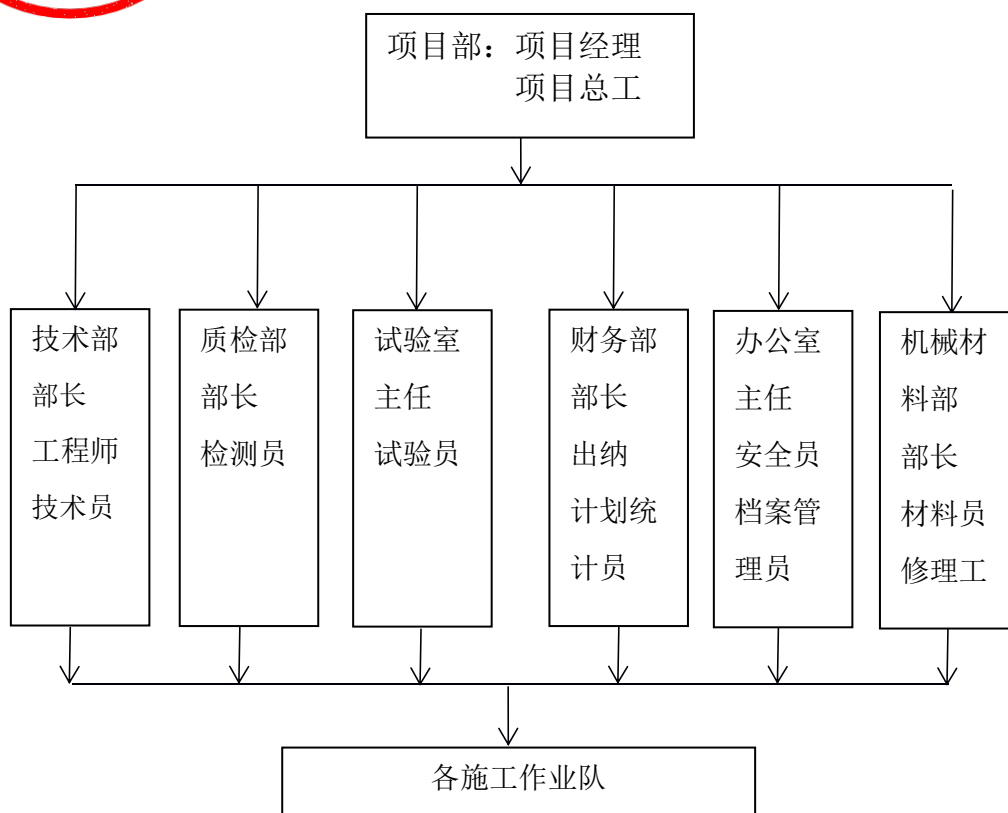 项目部：项目经理
项目总工
技术部
部长
工程师
技术员
质检部
部长
检测员
试验室
主任
试验员
财务部
部长
出纳
计划统
计员
办公室
主任
安全员
档案管
理员
机械材
料部
部长
材料员
修理工
各施工作业队